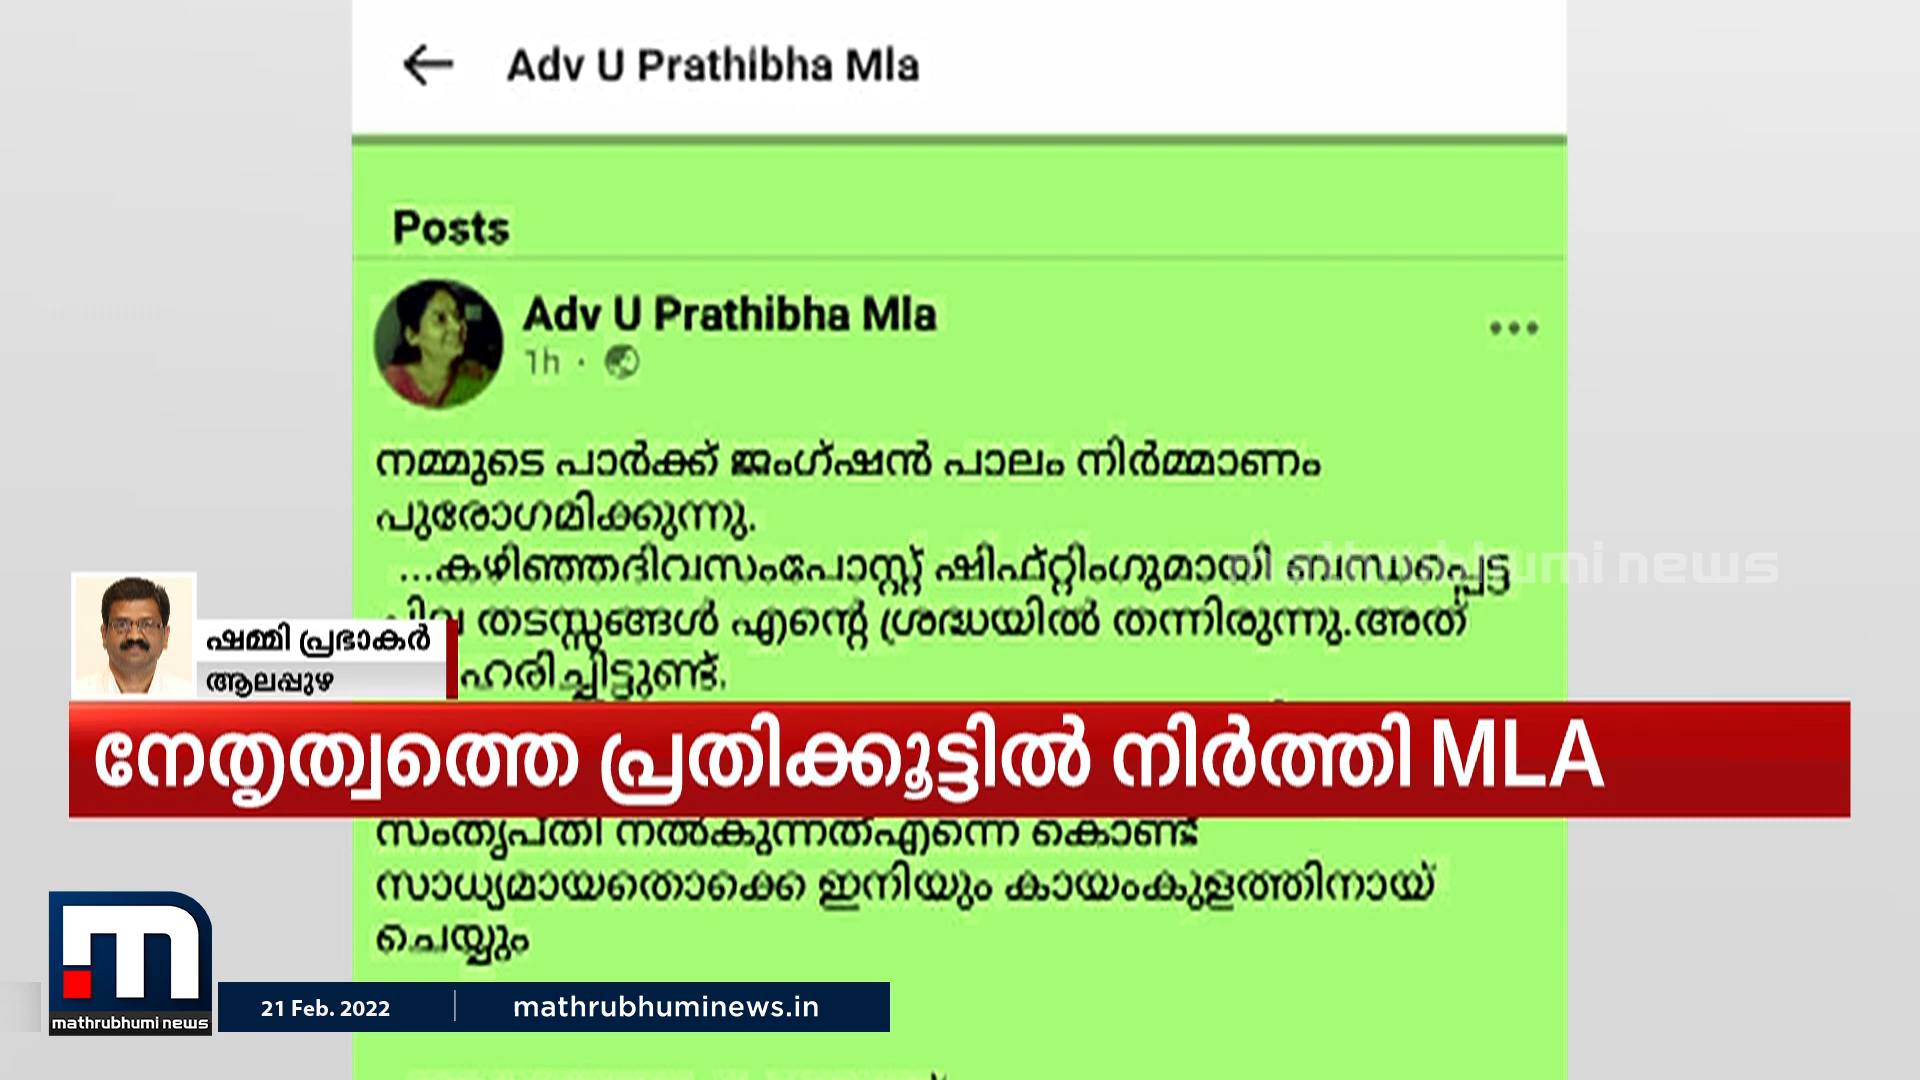 Adv U Prathibha Mla
Posts
Adv U Prathibha Mla
1h ·
നമ്മുടെ പാർക്ക് ജംഗ്ഷൻ പാലം നിർമ്മാണം
പുരോഗമിക്കുന്നു.
...കഴിഞ്ഞദിവസംപോസ്റ്റ് ഷിഫ്റ്റിംഗുമായി ബന്ധപ്പെട്ട
തടസ്സങ്ങൾ എന്റെ ശ്രദ്ധയിൽ തന്നിരുന്നു.അത്
ഹരിച്ചിട്ടുണ്ട്.
mathrubhumi news
ഷമ്മി പ്രഭാകർ
ആലപ്പുഴ
നേതൃത്വത്തെ പ്രതിക്കൂട്ടിൽ നിർത്തി MLA
സംതൃപ്തി നൽകുന്നത്എന്നെ കൊണ്ട്
സാധ്യമായതൊക്കെ ഇനിയും കായംകുളത്തിനായ്
ചെയ്യും
mathrubhumi news
21 Feb. 2022
mathrubhuminews.in